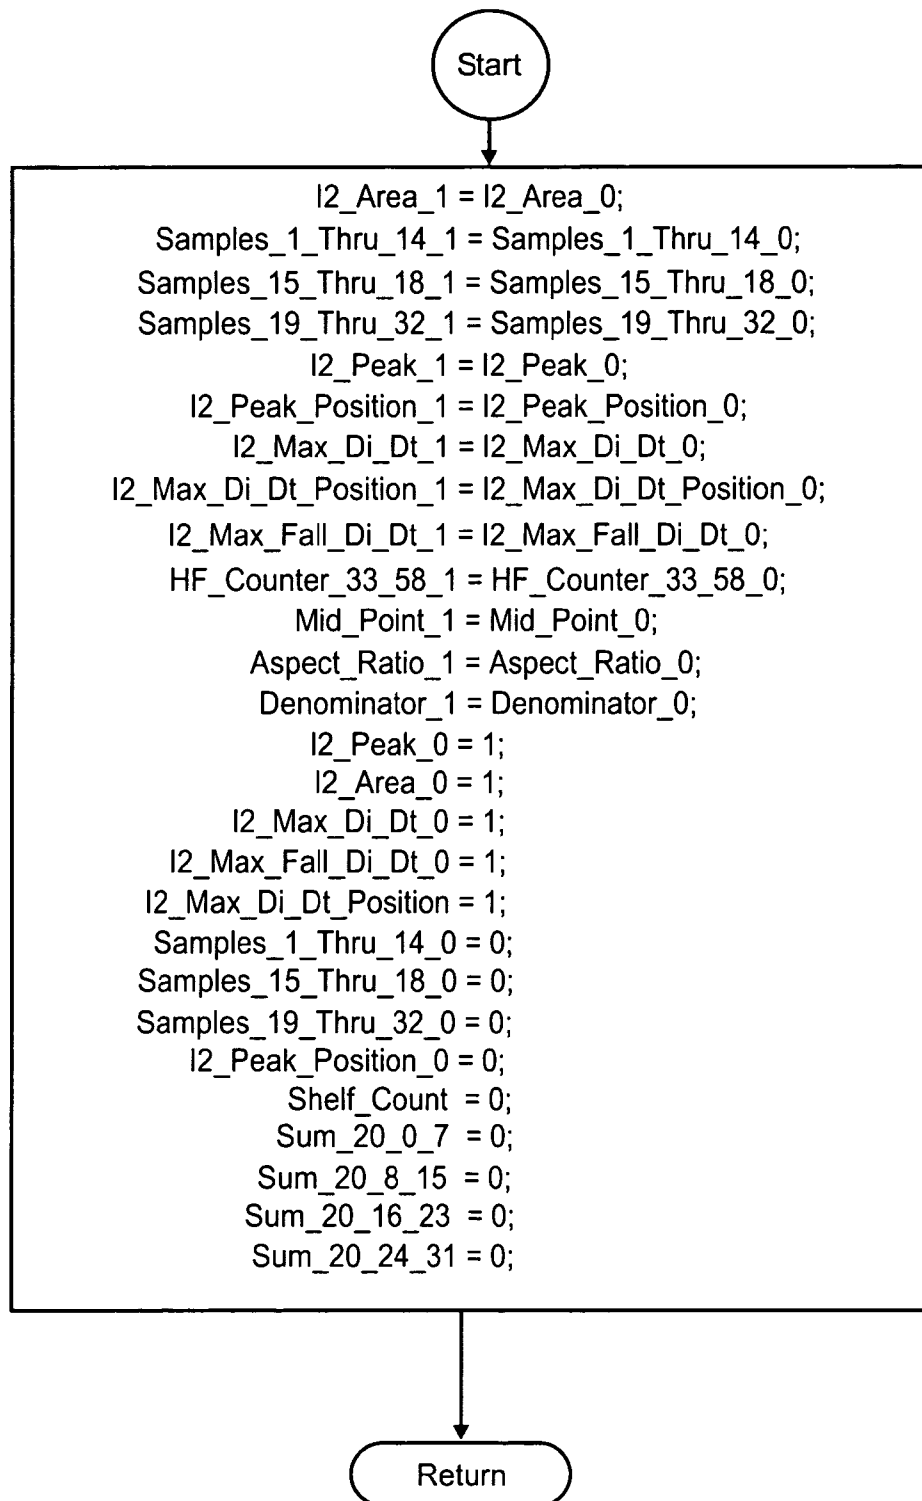 Start
I2_Area_1 = I2_Area_0;
Samples_1_Thru_14_1 = Samples_1_Thru_14_0;
Samples_15_Thru_18_1 = Samples_15_Thru_18_0;
Samples_19_Thru_32_1 = Samples_19_Thru_32_0;
I2_Peak_1 = I2_Peak_0;
I2_Peak_Position_1 = I2_Peak_Position_0;
I2_Max_Di_Dt_1 = I2_Max_Di_Dt_0;
I2_Max_Di_Dt_Position_1 = I2_Max_Di_Dt_Position_0;
I2_Max_Fall_Di_Dt_1 = I2_Max_Fall_Di_Dt_0;
HF_Counter_33_58_1 = HF_Counter_33_58_0;
Mid_Point_1 = Mid_Point_0;
Aspect_Ratio_1 = Aspect_Ratio_0;
Denominator_1 = Denominator_0;
I2_Peak_0 = 1;
I2_Area_0 = 1;
I2_Max_Di_Dt_0 = 1;
I2_Max_Fall_Di_Dt_0 = 1;
I2_Max_Di_Dt_Position = 1;
Samples_1_Thru_14_0 = 0;
Samples_15_Thru_18_0 = 0;
Samples_19_Thru_32_0 = 0;
I2_Peak_Position_0 = 0;
Shelf_Count = 0;
Sum_20_0_7 = 0;
Sum_20_8_15 = 0;
Sum_20_16_23 = 0;
Sum_20_24_31 = 0;
Return